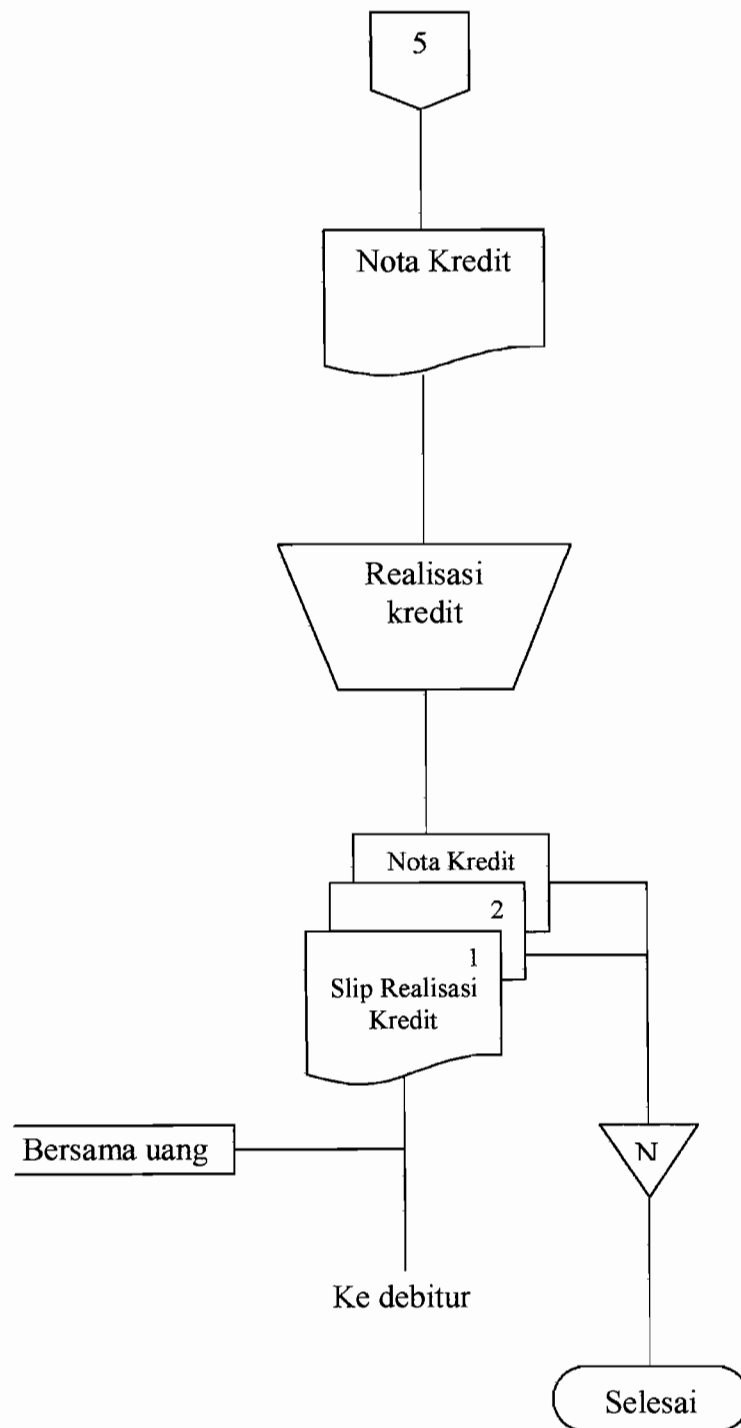 5
Nota Kredit
Realisasi
kredit
Nota Kredit
2
1
Slip Realisasi
Kredit
Bersama uang
N
Ke debitur
Selesai